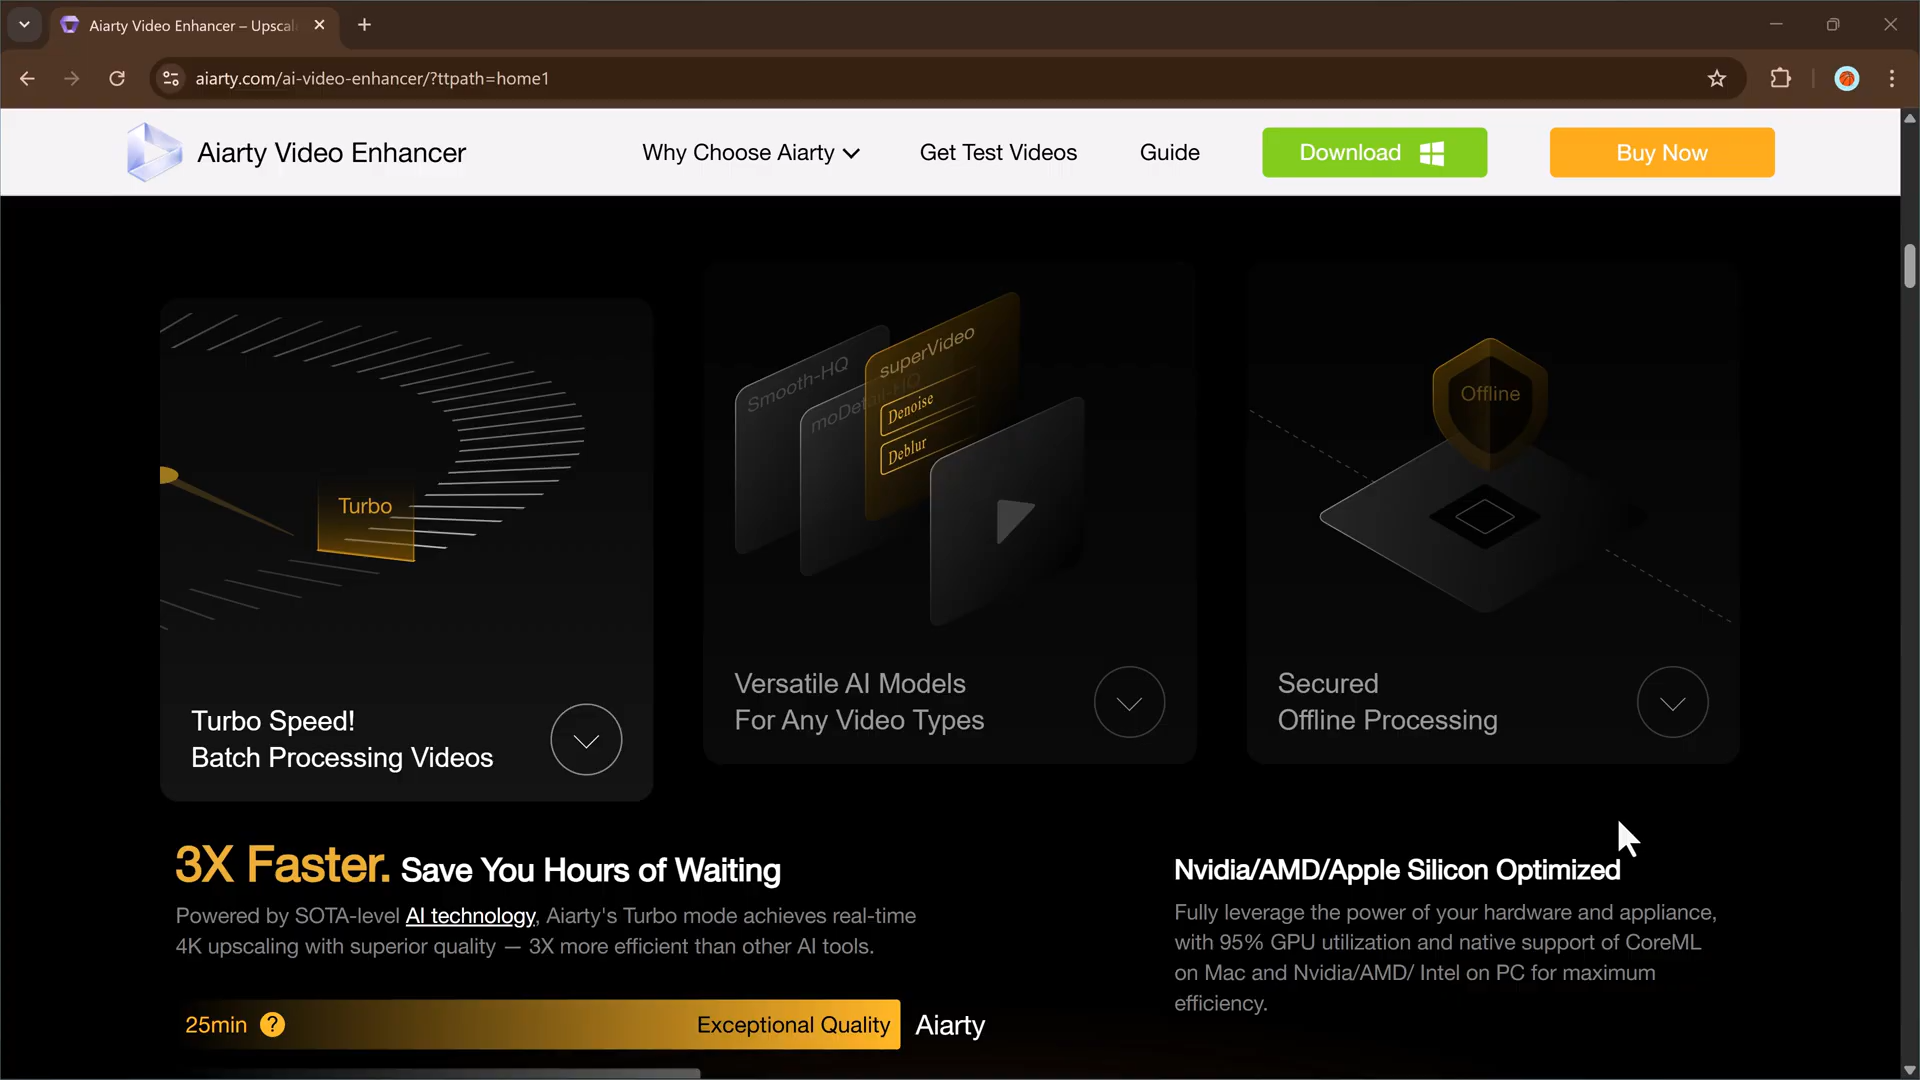 Aiarty Video Enhancer – Upscal
aiarty.com/ai-video-enhancer/?ttpath=home1
Aiarty Video Enhancer
Why Choose Aiarty
Get Test Videos
Guide
Download
Buy Now
Turbo
Turbo Speed!
Batch Processing Videos
Smooth-HQ
moDetail-HQ
superVideo
Denoise
Deblur
Versatile AI Models
For Any Video Types
Offline
Secured
Offline Processing
3X Faster. Save You Hours of Waiting
Powered by SOTA-level AI technology, Aiarty's Turbo mode achieves real-time
4K upscaling with superior quality — 3X more efficient than other AI tools.
25min ? Exceptional Quality Aiarty
Nvidia/AMD/Apple Silicon Optimized
Fully leverage the power of your hardware and appliance,
with 95% GPU utilization and native support of CoreML
on Mac and Nvidia/AMD/ Intel on PC for maximum
efficiency.